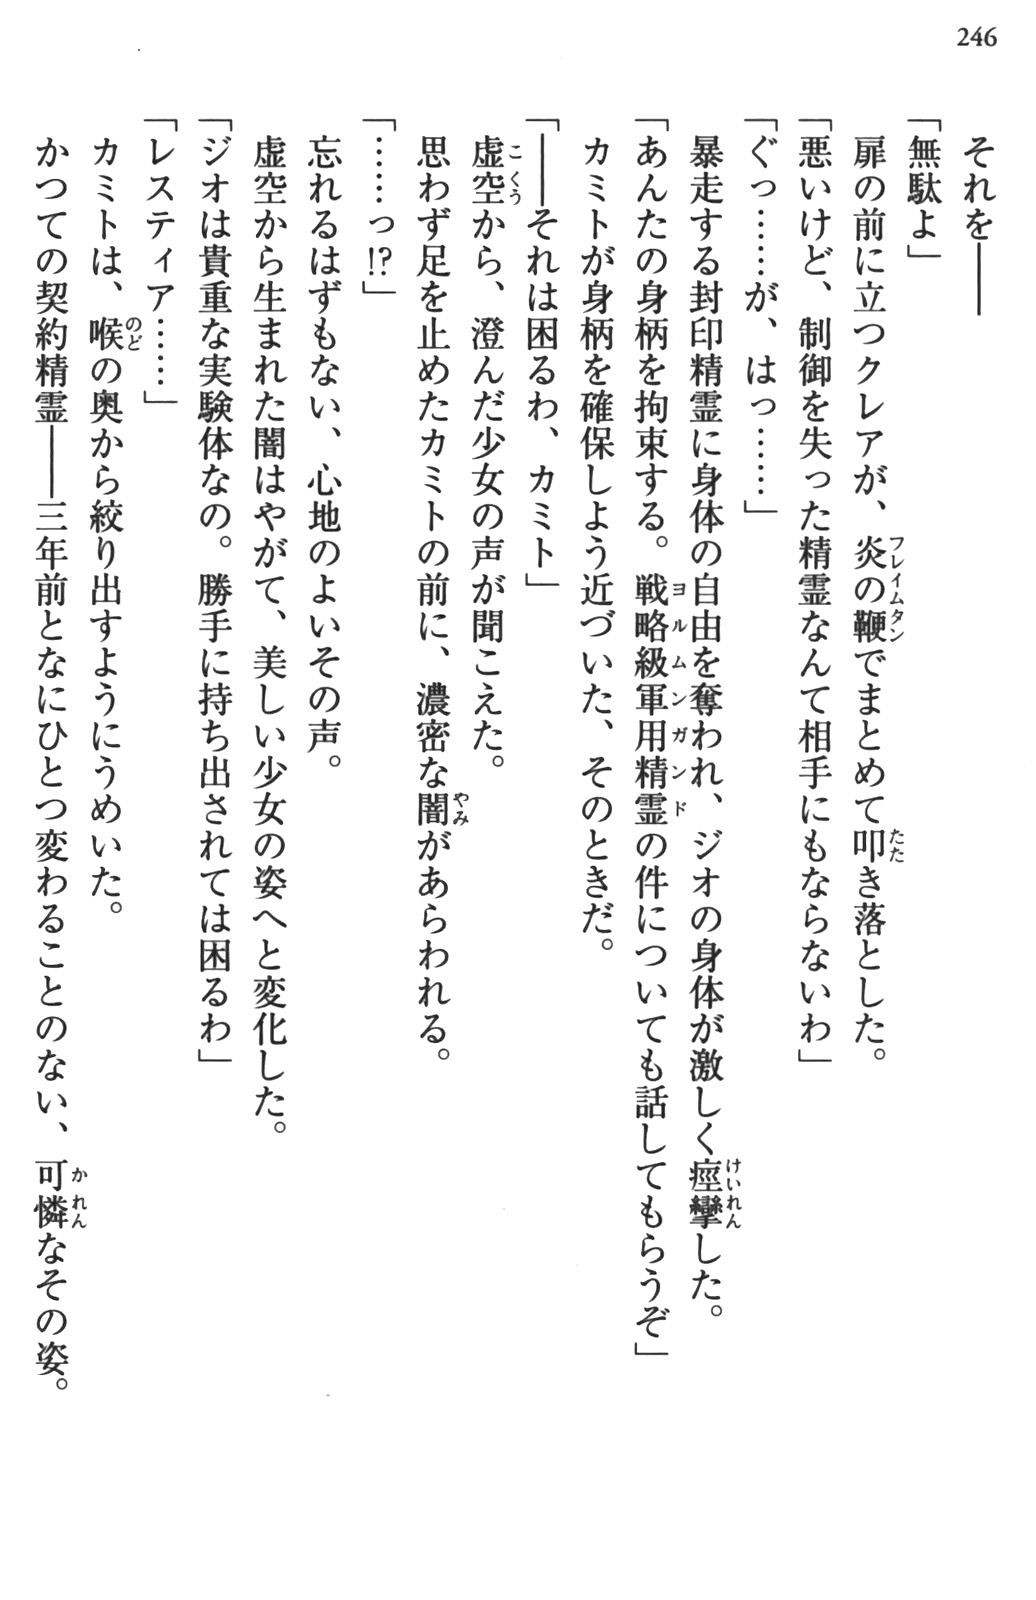 246
それを――
「無駄よ」
扉の前に立つクレアが、炎の鞭でまとめて叩き落とした。
「悪いけど、制御を失った精霊なんて相手にもならないわ」
「ぐっ……が、はっ……」
暴走する封印精霊に身体の自由を奪われ、ジオの身体が激しく痙攣した。
「あんたの身柄を拘束する。戦略級軍用精霊の件についても話してもらうぞ」
カミトが身柄を確保しよう近づいた、そのときだ。
「――それは困るわ、カミト」
虚空から、澄んだ少女の声が聞こえた。
思わず足を止めたカミトの前に、濃密な闇があらわれる。
「……っ!?」
忘れるはずもない、心地のよいその声。
虚空から生まれた闇はやがて、美しい少女の姿へと変化した。
「ジオは貴重な実験体なの。勝手に持ち出されては困るわ」
「レスティア……」
カミトは、喉の奥から絞り出すようにうめいた。
かつての契約精霊――三年前となにひとつ変わることのない、可憐なその姿。
フレイムタン
たた
けいれん
ヨルムンガンド
こくう
やみ
のど
かれん